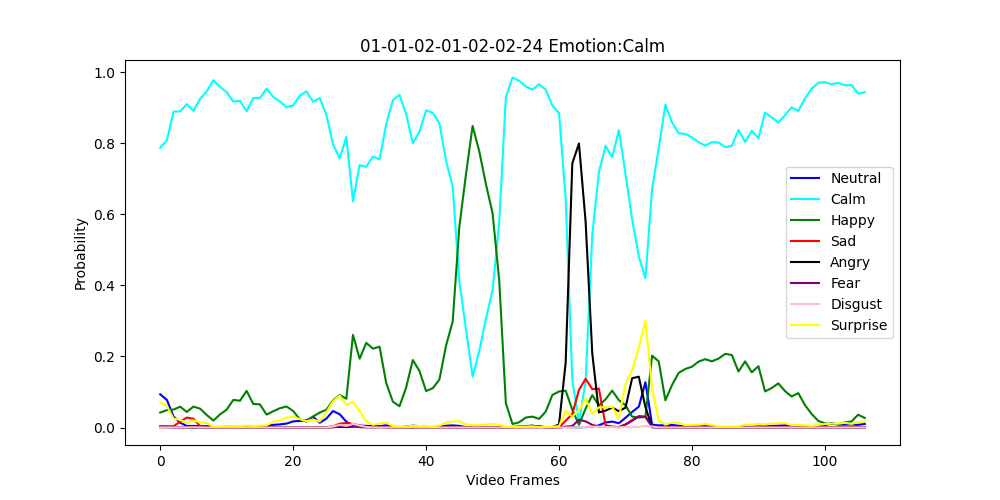 01-01-02-01-02-02-24 Emotion:Calm
Probability
1.0
0.8
0.6
0.4
0.2
0.0
0
20
40
60
80
100
Video Frames
Neutral
Calm
Happy
Sad
Angry
Fear
Disgust
Surprise